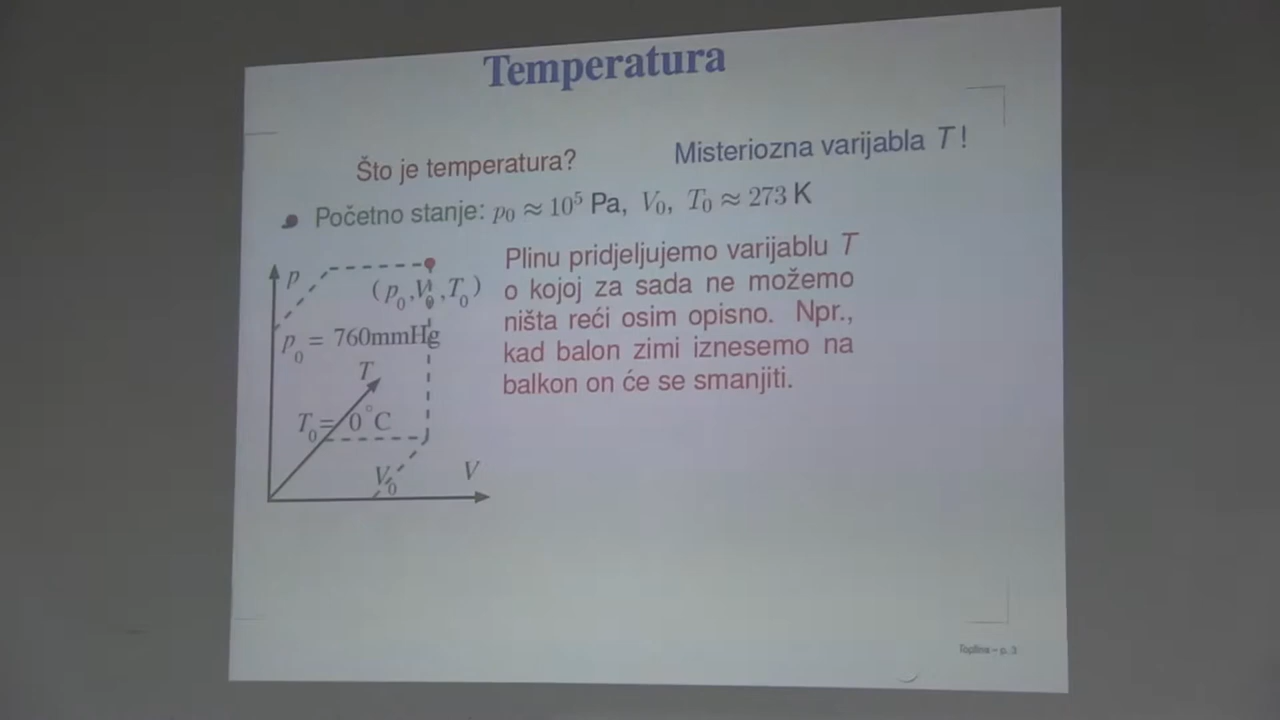 Temperatura
Što je temperatura? Misteriozna varijabla T!
Početno stanje: p₀ ≈ 10⁵ Pa, V₀, T₀ ≈ 273 K
Plinu pridjeljujemo varijablu T
o kojoj za sada ne možemo
ništa reći osim opisno. Npr.,
kad balon zimi iznesemo na
balkon on će se smanjiti.
p
(p₀,V₀,T₀)
p₀ = 760mmHg
T
T₀=0°C
V₀
V
Toplina – p. 3